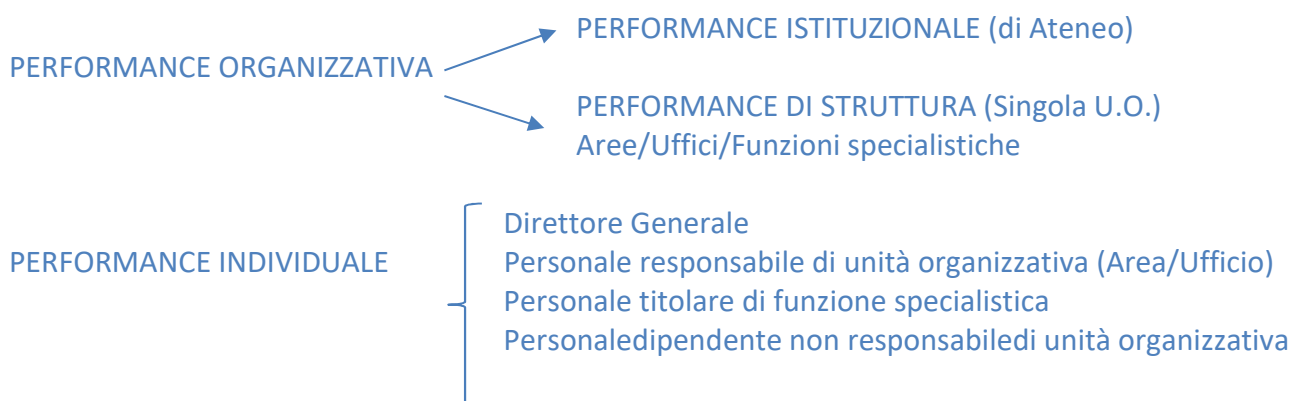 PERFORMANCE ISTITUZIONALE (di Ateneo)
PERFORMANCE ORGANIZZATIVA
PERFORMANCE DI STRUTTURA (Singola U.O.)
Aree/Uffici/Funzioni specialistiche
Direttore Generale
PERFORMANCE INDIVIDUALE
Personale responsabile di unità organizzativa (Area/Ufficio)
Personale titolare di funzione specialistica
Personaledipendente non responsabiledi unità organizzativa